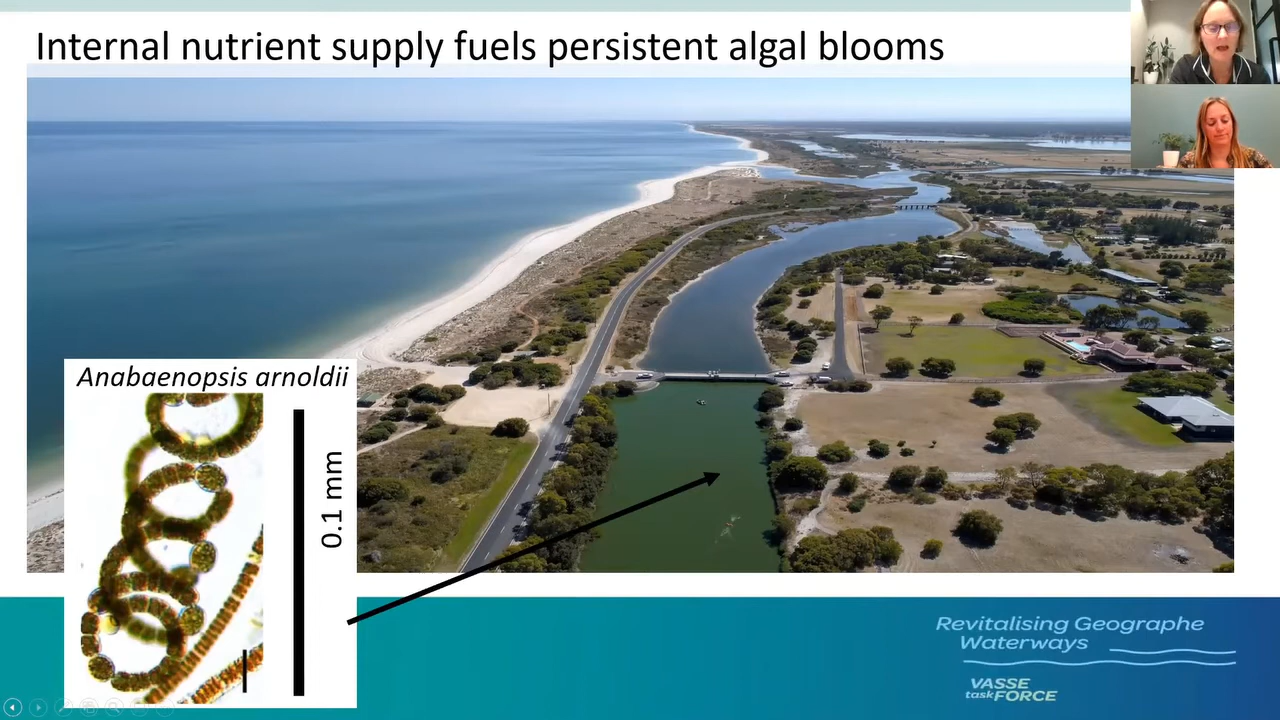 Internal nutrient supply fuels persistent algal blooms
Anabaenopsis arnoldii
0.1 mm
Revitalising Geographe
Waterways
VASSE
taskFORCE